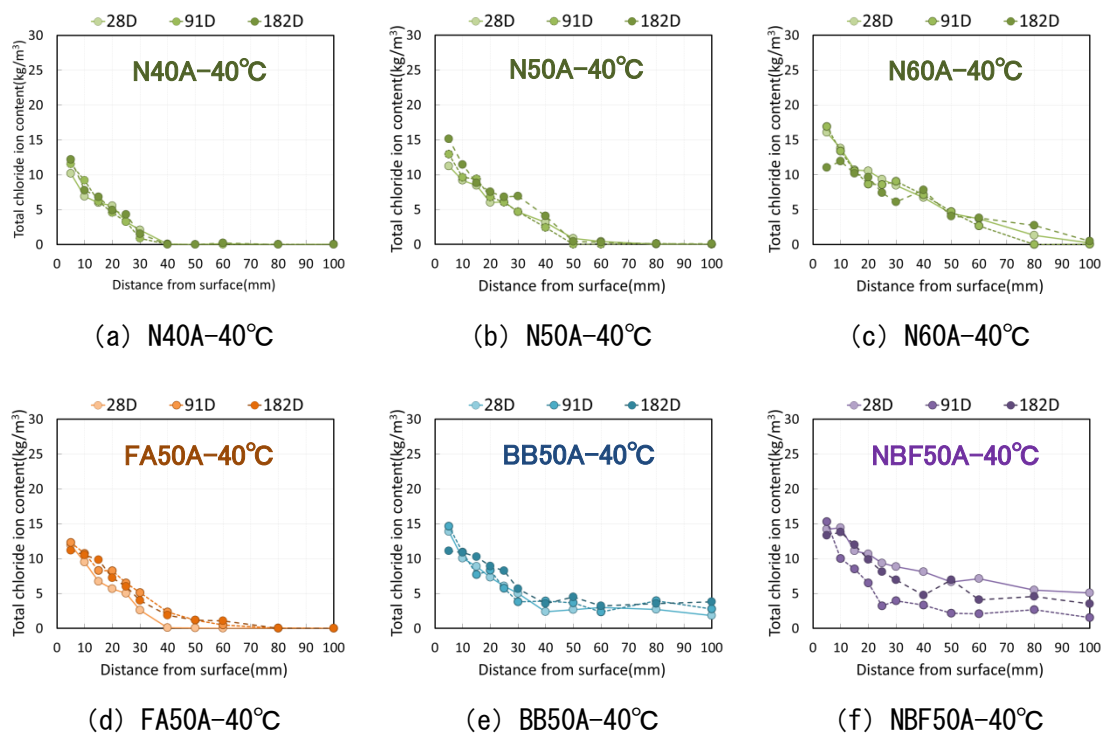 28D 91D 182D
Total chloride ion content(kg/m³)
30
25
20
15
10
5
0
N40A-40℃
0 10 20 30 40 50 60 70 80 90 100
Distance from surface(mm)
(a) N40A-40℃
28D 91D 182D
Total chloride ion content(kg/m³)
30
25
20
15
10
5
0
N50A-40℃
0 10 20 30 40 50 60 70 80 90 100
Distance from surface(mm)
(b) N50A-40℃
28D 91D 182D
Total chloride ion content(kg/m³)
30
25
20
15
10
5
0
N60A-40℃
0 10 20 30 40 50 60 70 80 90 100
Distance from surface(mm)
(c) N60A-40℃
28D 91D 182D
Total chloride ion content(kg/m³)
30
25
20
15
10
5
0
FA50A-40℃
0 10 20 30 40 50 60 70 80 90 100
Distance from surface(mm)
(d) FA50A-40℃
28D 91D 182D
Total chloride ion content(kg/m³)
30
25
20
15
10
5
0
BB50A-40℃
0 10 20 30 40 50 60 70 80 90 100
Distance from surface(mm)
(e) BB50A-40℃
28D 91D 182D
Total chloride ion content(kg/m³)
30
25
20
15
10
5
0
NBF50A-40℃
0 10 20 30 40 50 60 70 80 90 100
Distance from surface(mm)
(f) NBF50A-40℃